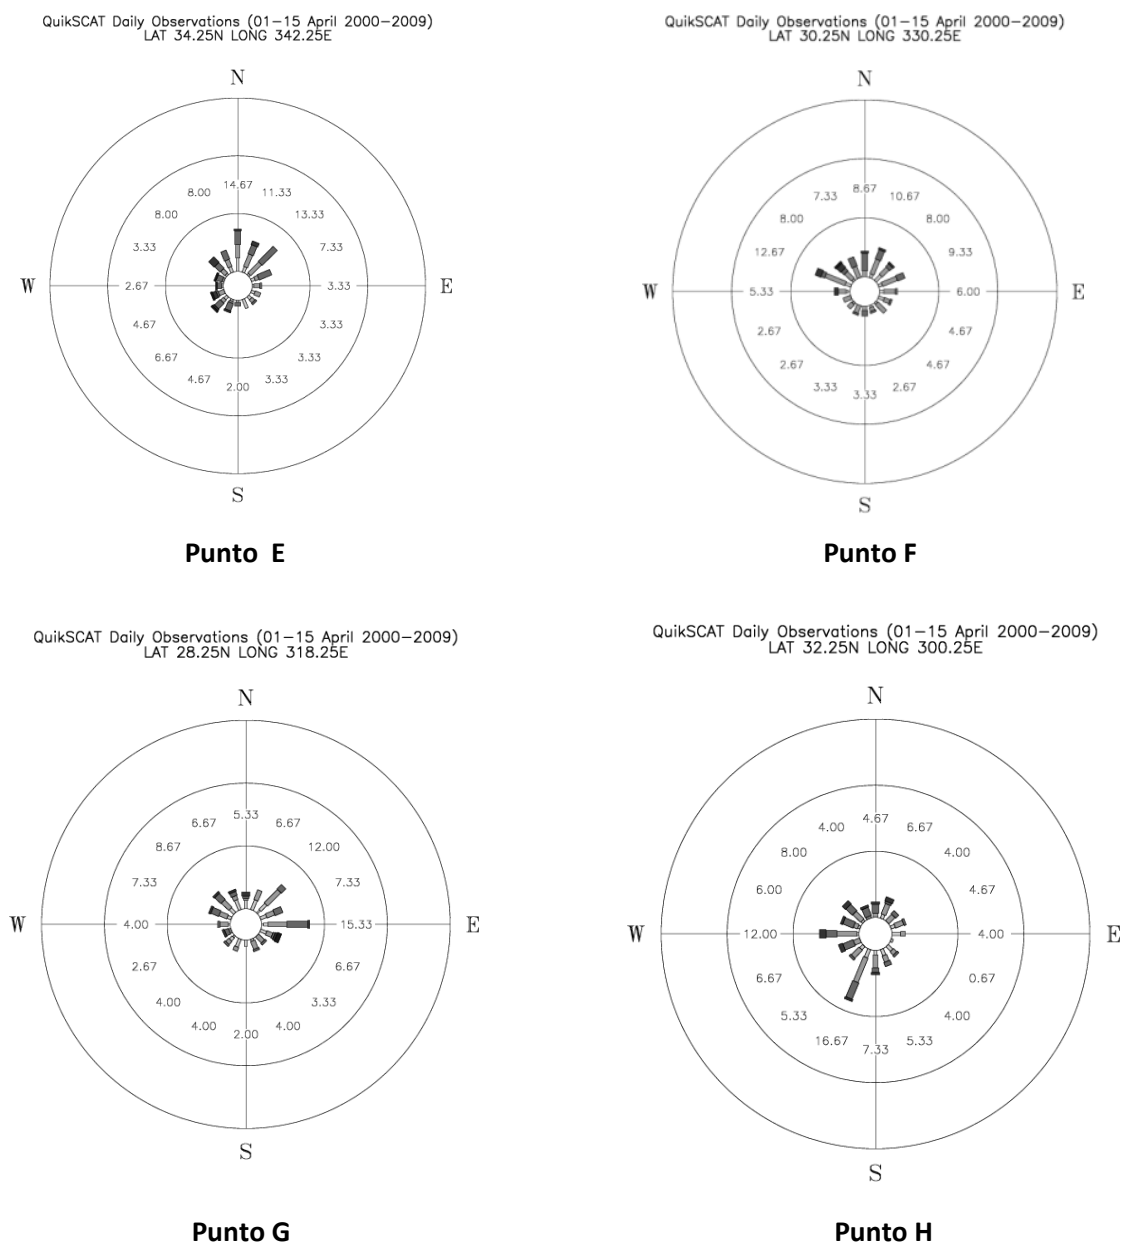 QuikSCAT Daily Observations (01-15 April 2000-2009)
LAT 34.25N LONG 342.25E
N
8.00 14.67 11.33
8.00 13.33
3.33 7.33
W 2.67 3.33 E
4.67 3.33
6.67 3.33
4.67 2.00 3.33
S
Punto E
QuikSCAT Daily Observations (01-15 April 2000-2009)
LAT 30.25N LONG 330.25E
N
7.33 8.67 10.67
8.00 8.00
12.67 9.33
W 5.33 6.00 E
2.67 4.67
2.67 4.67
3.33 3.33 2.67
S
Punto F
QuikSCAT Daily Observations (01-15 April 2000-2009)
LAT 28.25N LONG 318.25E
N
6.67 5.33 6.67
8.67 12.00
7.33 7.33
W 4.00 15.33 E
2.67 6.67
4.00 3.33
4.00 2.00 4.00
S
Punto G
QuikSCAT Daily Observations (01-15 April 2000-2009)
LAT 32.25N LONG 300.25E
N
4.00 4.67 6.67
8.00 4.00
6.00 4.67
W 12.00 4.00 E
6.67 0.67
5.33 4.00
16.67 7.33 5.33
S
Punto H